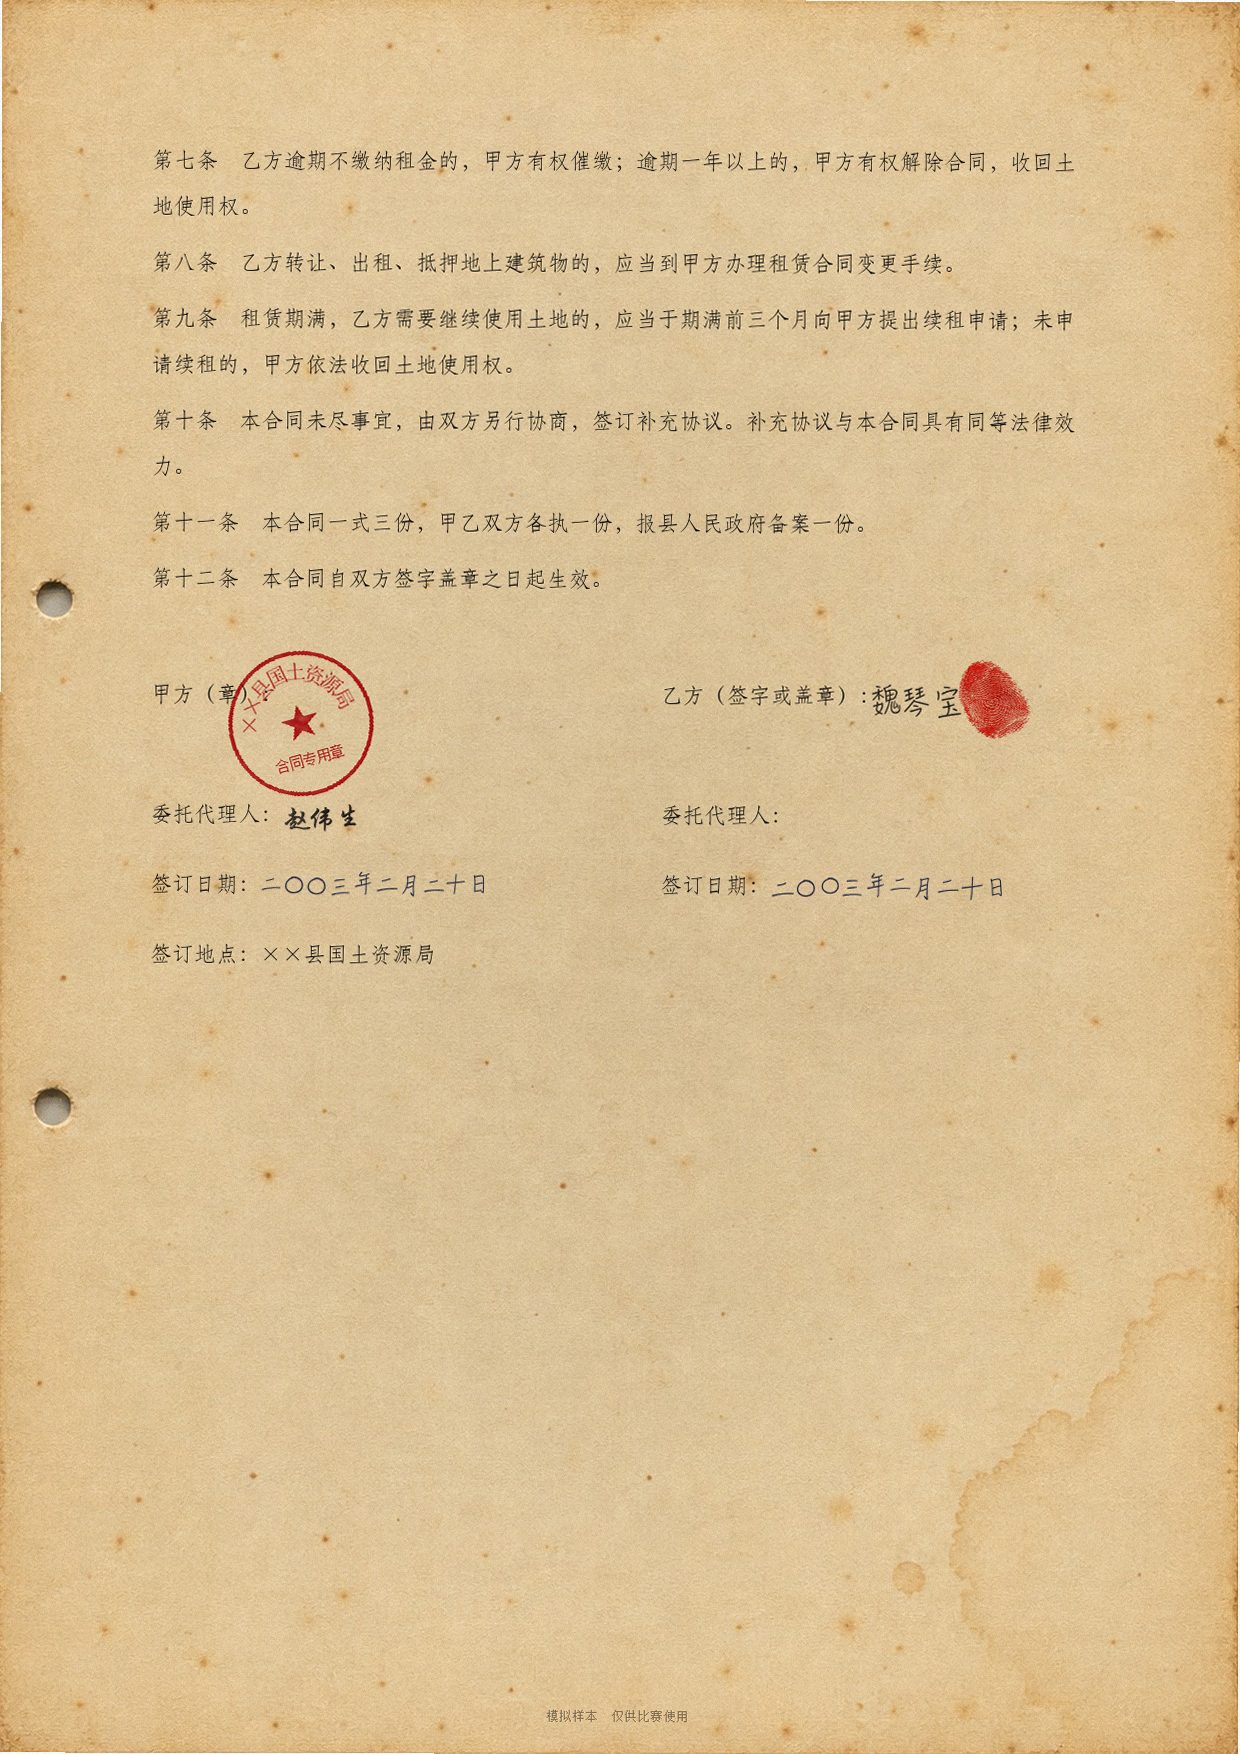 第七条　乙方逾期不缴纳租金的，甲方有权催缴；逾期一年以上的，甲方有权解除合同，收回土
地使用权。
第八条　乙方转让、出租、抵押地上建筑物的，应当到甲方办理租赁合同变更手续。
第九条　租赁期满，乙方需要继续使用土地的，应当于期满前三个月向甲方提出续租申请；未申
请续租的，甲方依法收回土地使用权。
第十条　本合同未尽事宜，由双方另行协商，签订补充协议。补充协议与本合同具有同等法律效
力。
第十一条　本合同一式三份，甲乙双方各执一份，报县人民政府备案一份。
第十二条　本合同自双方签字盖章之日起生效。
甲方（章）
××县国土资源局
合同专用章
乙方（签字或盖章）:魏琴宝
委托代理人：赵伟生
委托代理人：
签订日期：二〇〇三年二月二十日
签订日期：二〇〇三年二月二十日
签订地点：××县国土资源局
模拟样本　仅供比赛使用